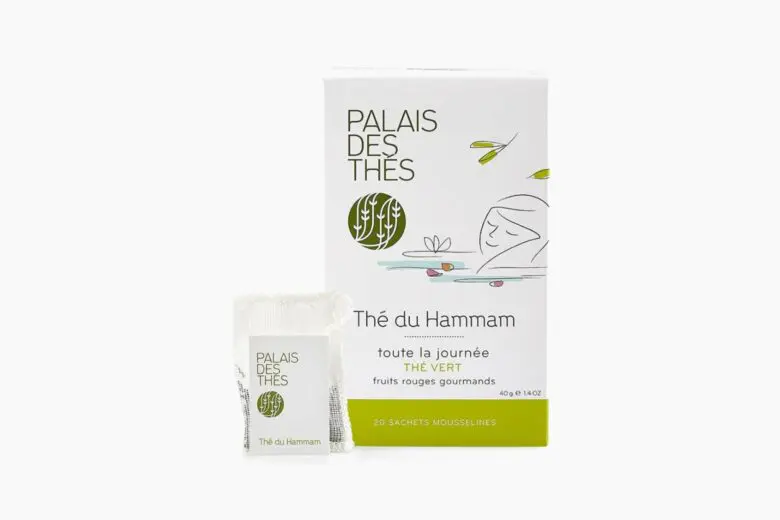 PALAIS
DES
THÉS
Thé du Hammam
toute la journée
THÉ VERT
fruits rouges gourmands
40g ℮ 1.4 OZ
20 SACHETS MOUSSELINES
PALAIS
DES
THÉS
Thé du Hammam